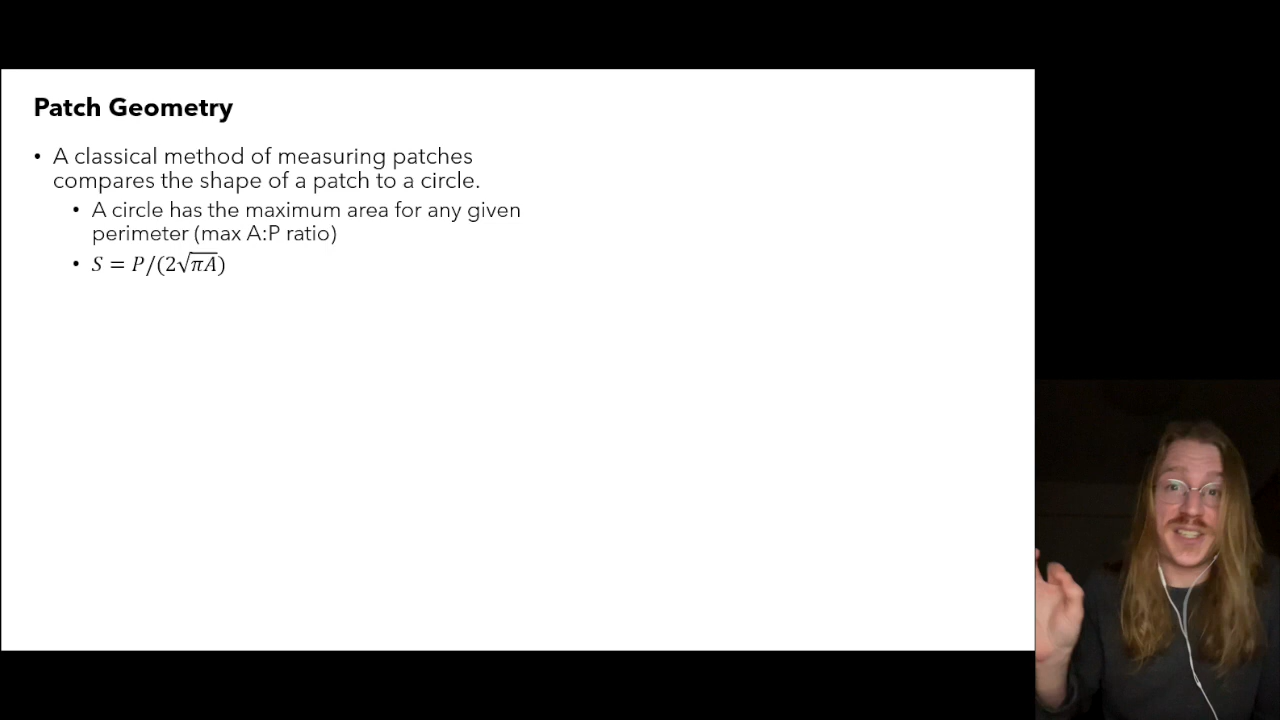 Patch Geometry
• A classical method of measuring patches
compares the shape of a patch to a circle.
• A circle has the maximum area for any given
perimeter (max A:P ratio)
• S = P/(2√πA)